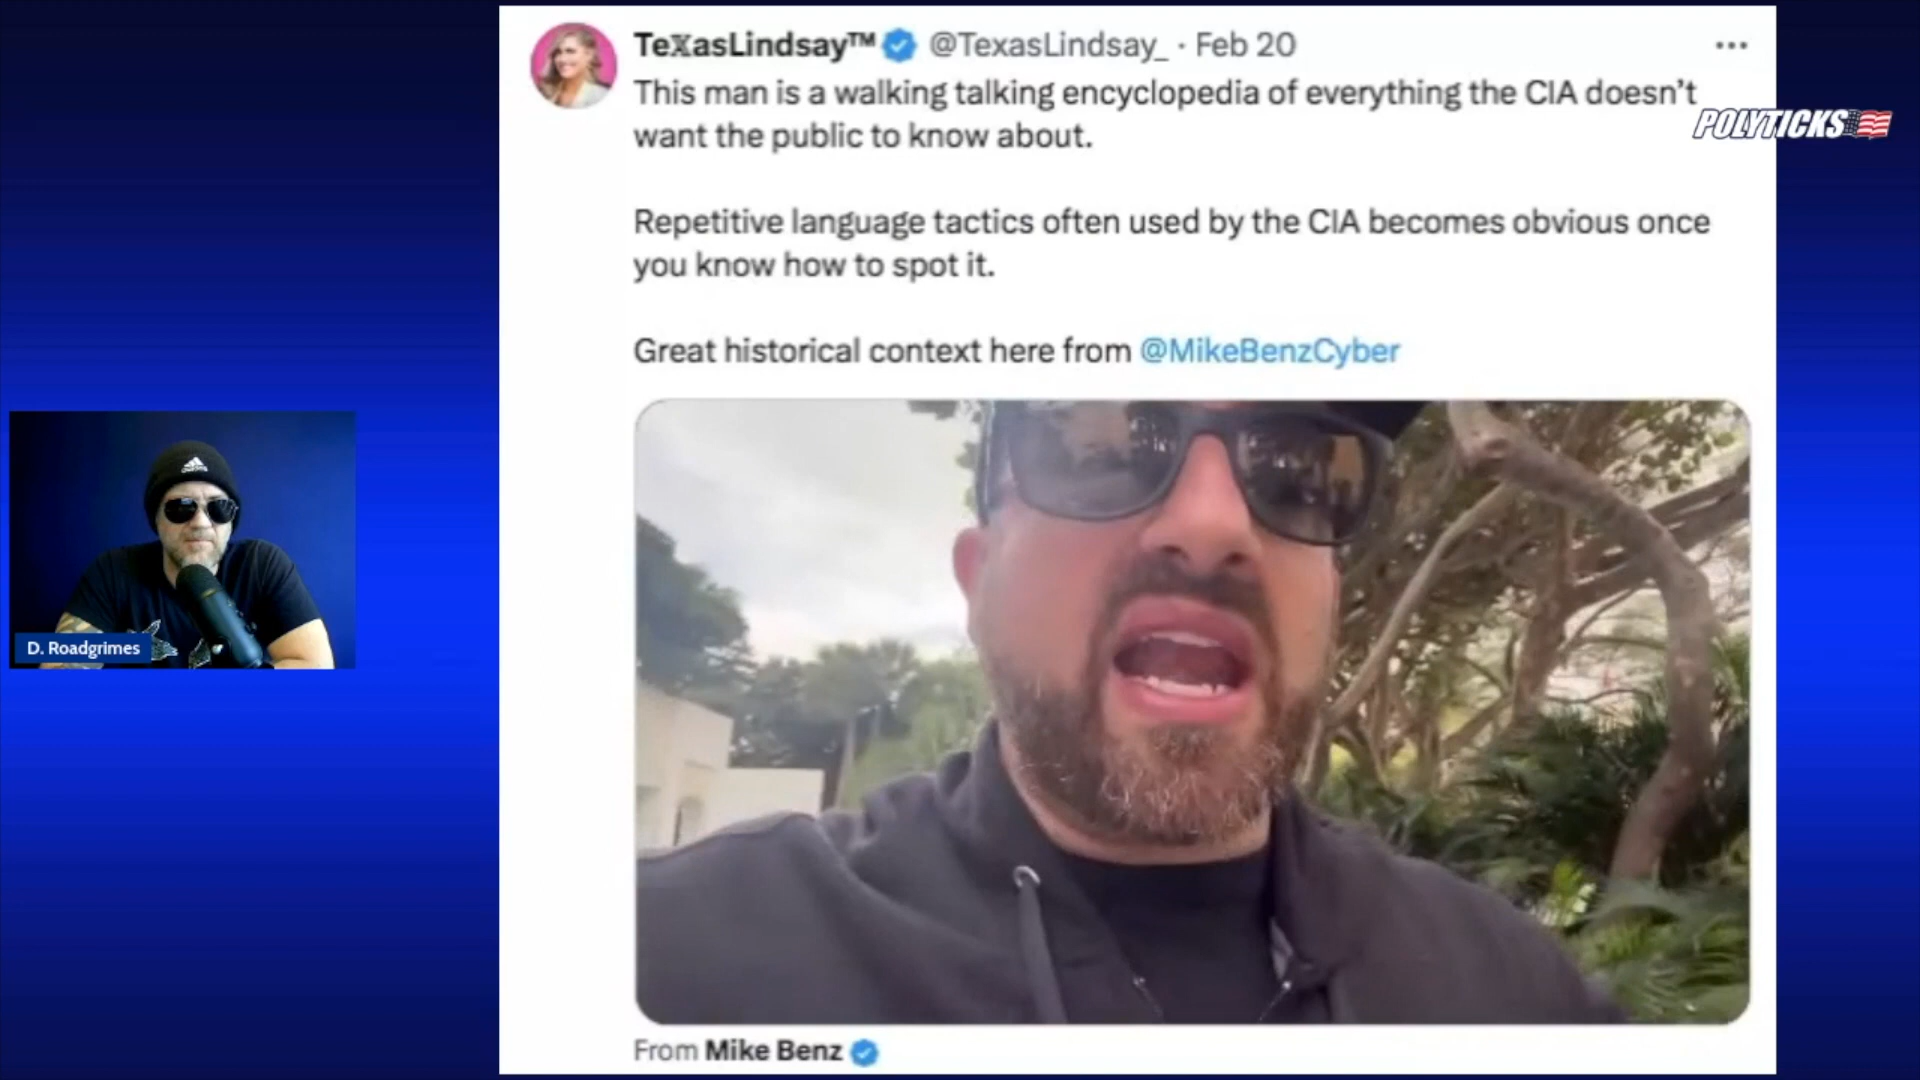 TeXasLindsay™ @TexasLindsay_ · Feb 20
This man is a walking talking encyclopedia of everything the CIA doesn't
want the public to know about.
POLYTICKS
Repetitive language tactics often used by the CIA becomes obvious once
you know how to spot it.
Great historical context here from @MikeBenzCyber
adidas
D. Roadgrimes
From Mike Benz